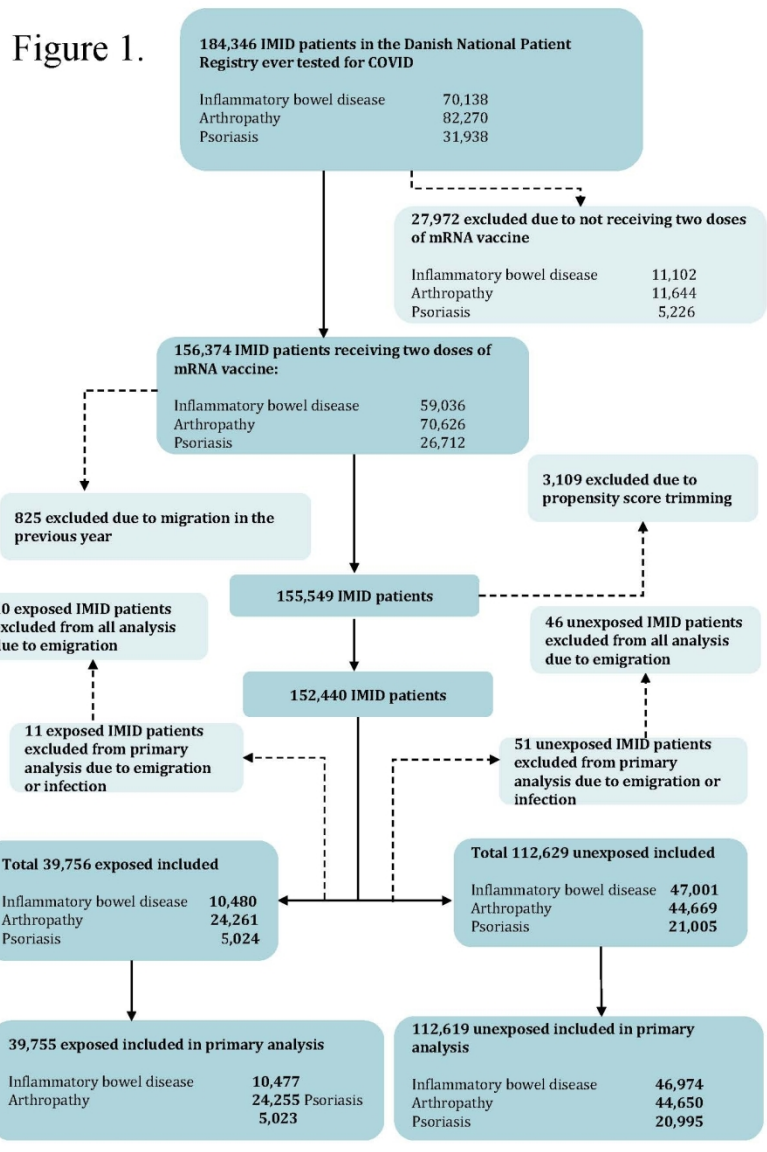 Figure 1.
184,346 IMID patients in the Danish National Patient
Registry ever tested for COVID
Inflammatory bowel disease 70,138
Arthropathy 82,270
Psoriasis 31,938
27,972 excluded due to not receiving two doses
of mRNA vaccine
Inflammatory bowel disease 11,102
Arthropathy 11,644
Psoriasis 5,226
156,374 IMID patients receiving two doses of
mRNA vaccine:
Inflammatory bowel disease 59,036
Arthropathy 70,626
Psoriasis 26,712
3,109 excluded due to
propensity score trimming
825 excluded due to migration in the
previous year
155,549 IMID patients
0 exposed IMID patients
xcluded from all analysis
ue to emigration
46 unexposed IMID patients
excluded from all analysis
due to emigration
152,440 IMID patients
11 exposed IMID patients
excluded from primary
analysis due to emigration
or infection
51 unexposed IMID patients
excluded from primary
analysis due to emigration or
infection
Total 39,756 exposed included
Inflammatory bowel disease 10,480
Arthropathy 24,261
Psoriasis 5,024
Total 112,629 unexposed included
Inflammatory bowel disease 47,001
Arthropathy 44,669
Psoriasis 21,005
39,755 exposed included in primary analysis
Inflammatory bowel disease 10,477
Arthropathy 24,255 Psoriasis
5,023
112,619 unexposed included in primary
analysis
Inflammatory bowel disease 46,974
Arthropathy 44,650
Psoriasis 20,995